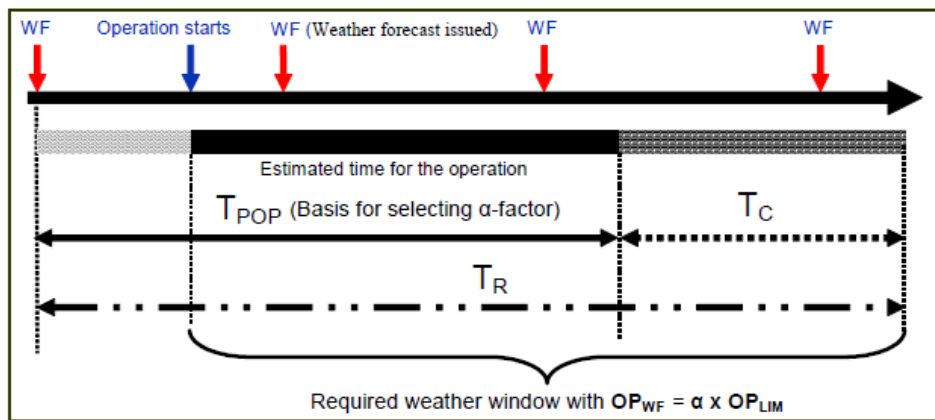 WF Operation starts WF (Weather forecast issued) WF WF
Estimated time for the operation
TPOP (Basis for selecting α-factor) TC
TR
Required weather window with OPWF = α x OPLIM